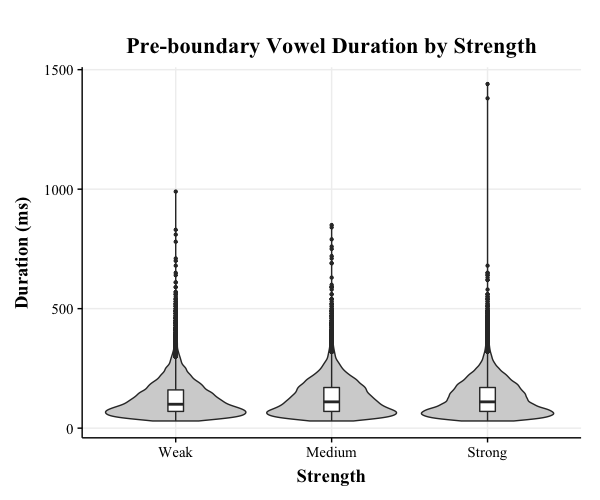 Pre-boundary Vowel Duration by Strength
1500
1000
500
0
Duration (ms)
Weak Medium Strong
Strength